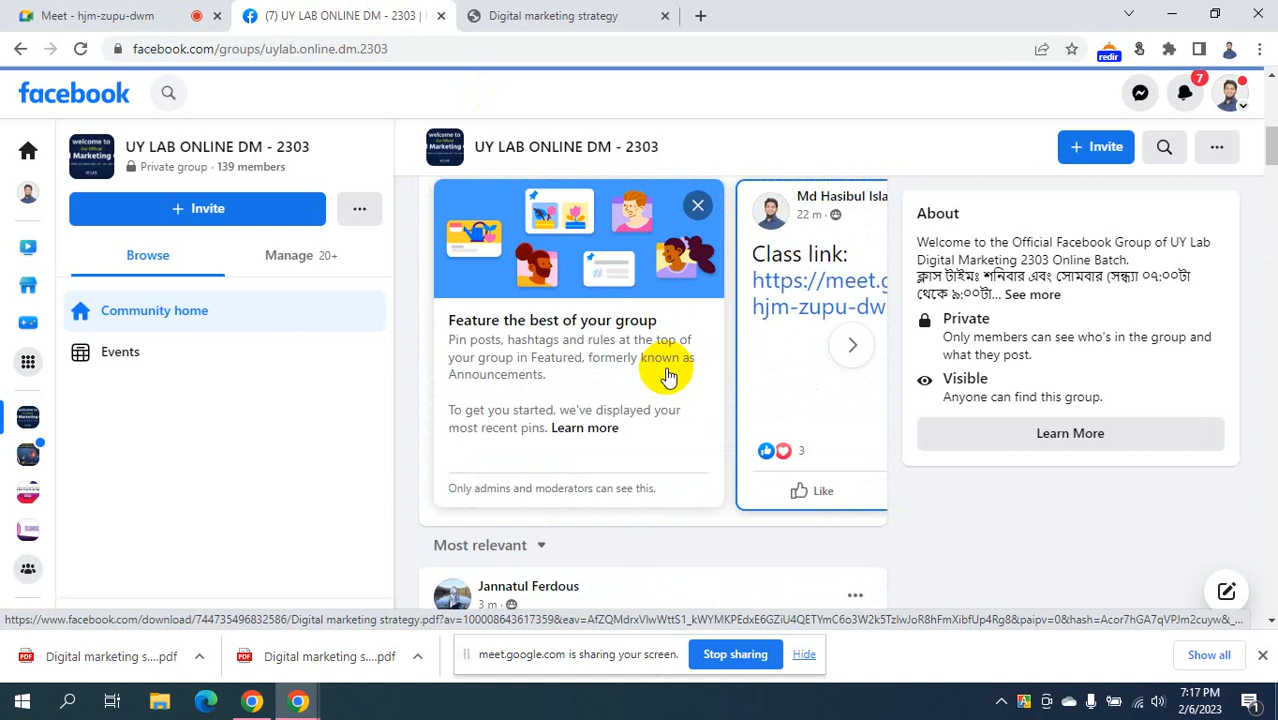 Meet - hjm-zupu-dwm
(7) UY LAB ONLINE DM - 2303 |
Digital marketing strategy
facebook.com/groups/uylab.online.dm.2303
redir
facebook
7
UY LAB ONLINE DM - 2303
Private group · 139 members
UY LAB ONLINE DM - 2303
+ Invite
+ Invite
Browse
Manage 20+
Community home
Events
Feature the best of your group
Pin posts, hashtags and rules at the top of
your group in Featured, formerly known as
Announcements.
To get you started, we've displayed your
most recent pins. Learn more
Only admins and moderators can see this.
Md Hasibul Isla
22 m
Class link:
https://meet.g
hjm-zupu-dw
3
Like
About
Welcome to the Official Facebook Group of UY Lab
Digital Marketing 2303 Online Batch.
ক্লাস টাইমঃ শনিবার এবং সোমবার (সন্ধ্যা ০৭:০০টা
থেকে ৯:০০টা... See more
Private
Only members can see who's in the group and
what they post.
Visible
Anyone can find this group.
Learn More
Most relevant
Jannatul Ferdous
3 m
Digital marketing s....pdf
Digital marketing s....pdf
meet.google.com is sharing your screen.
Stop sharing
Hide
Show all
7:17 PM
2/6/2023